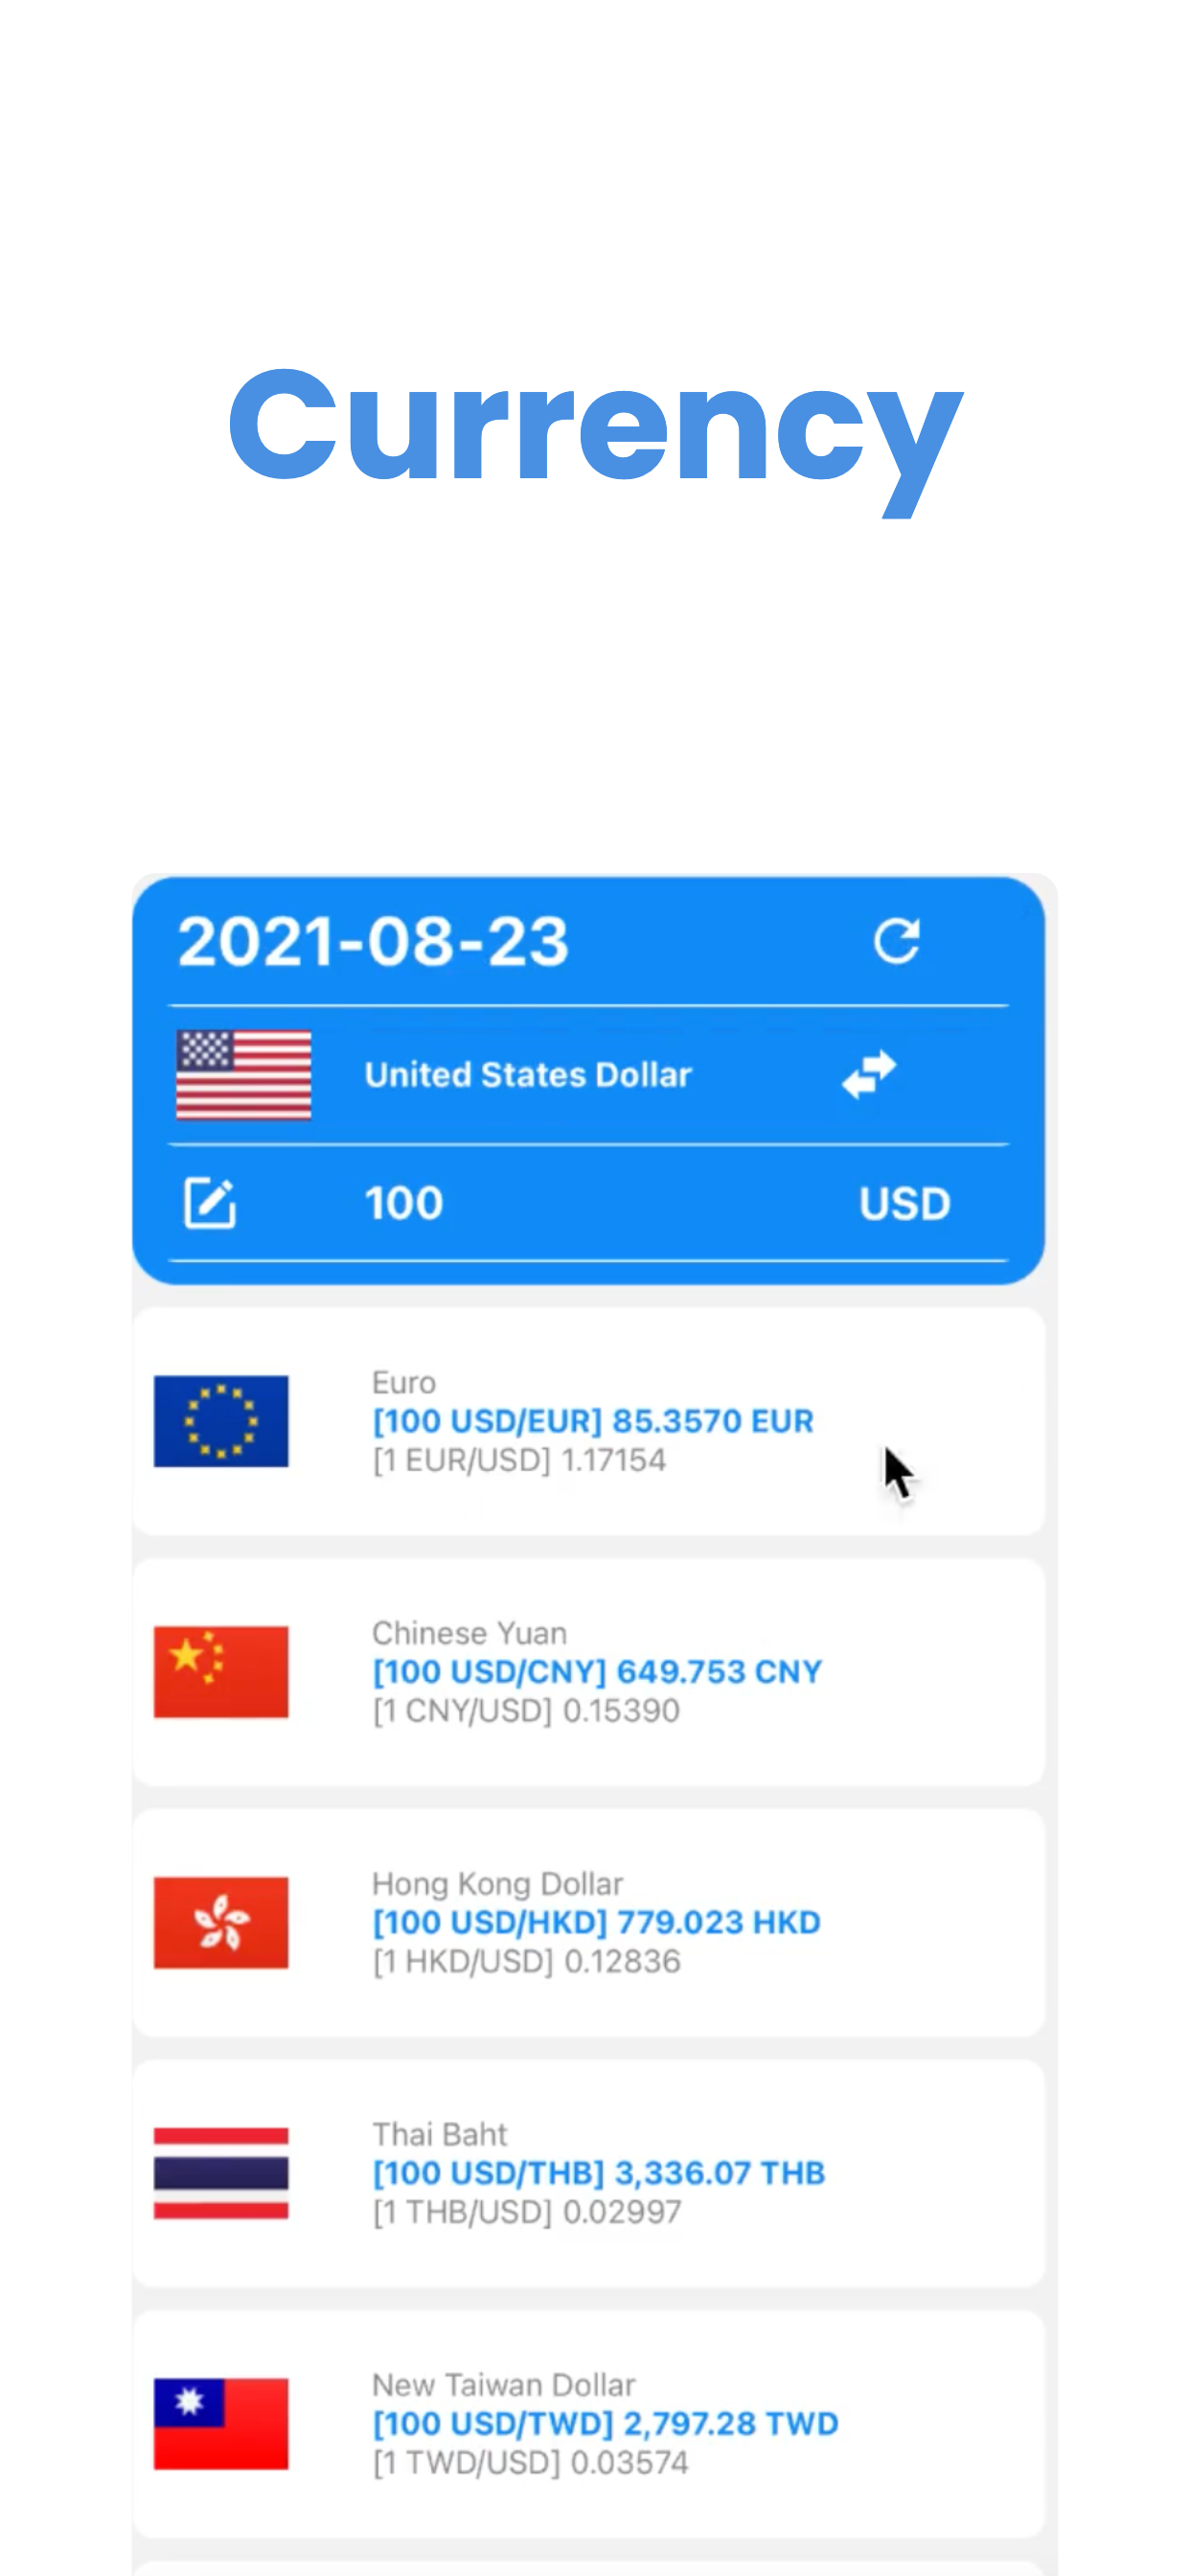 Currency
2021-08-23
United States Dollar
100 USD
Euro
[100 USD/EUR] 85.3570 EUR
[1 EUR/USD] 1.17154
Chinese Yuan
[100 USD/CNY] 649.753 CNY
[1 CNY/USD] 0.15390
Hong Kong Dollar
[100 USD/HKD] 779.023 HKD
[1 HKD/USD] 0.12836
Thai Baht
[100 USD/THB] 3,336.07 THB
[1 THB/USD] 0.02997
New Taiwan Dollar
[100 USD/TWD] 2,797.28 TWD
[1 TWD/USD] 0.03574